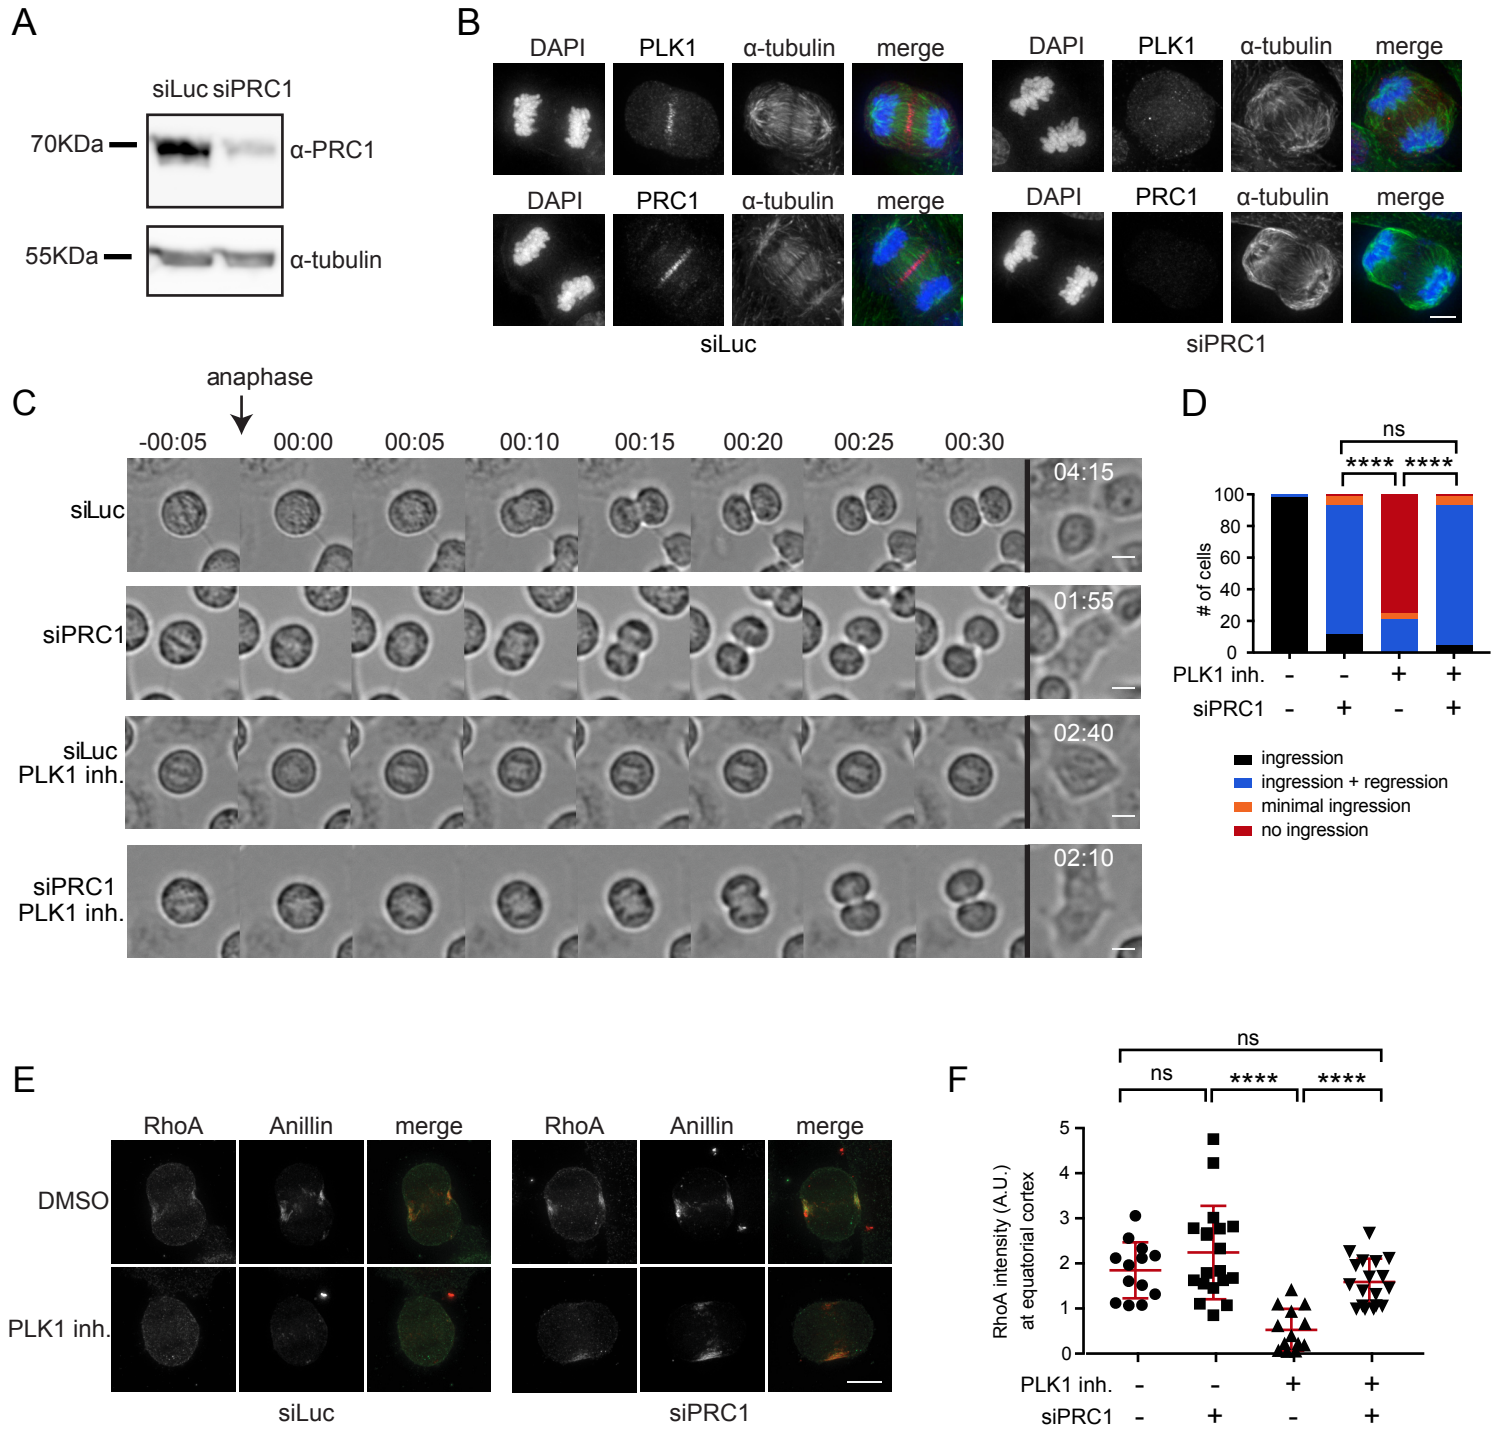 A
siLuc siPRC1
70KDa
α-PRC1
55KDa
α-tubulin
B
DAPI PLK1 α-tubulin merge
DAPI PRC1 α-tubulin merge
siLuc
DAPI PLK1 α-tubulin merge
DAPI PRC1 α-tubulin merge
siPRC1
C
anaphase
-00:05 00:00 00:05 00:10 00:15 00:20 00:25 00:30
siLuc
04:15
siPRC1
01:55
siLuc
PLK1 inh.
02:40
siPRC1
PLK1 inh.
02:10
D
ns
**** ****
# of cells
100
80
60
40
20
0
PLK1 inh. - - + +
siPRC1 - + - +
ingression
ingression + regression
minimal ingression
no ingression
E
RhoA Anillin merge
RhoA Anillin merge
DMSO
PLK1 inh.
siLuc
siPRC1
F
ns
ns **** ****
RhoA intensity (A.U.)
at equatorial cortex
5
4
3
2
1
0
PLK1 inh. - - + +
siPRC1 - + - +